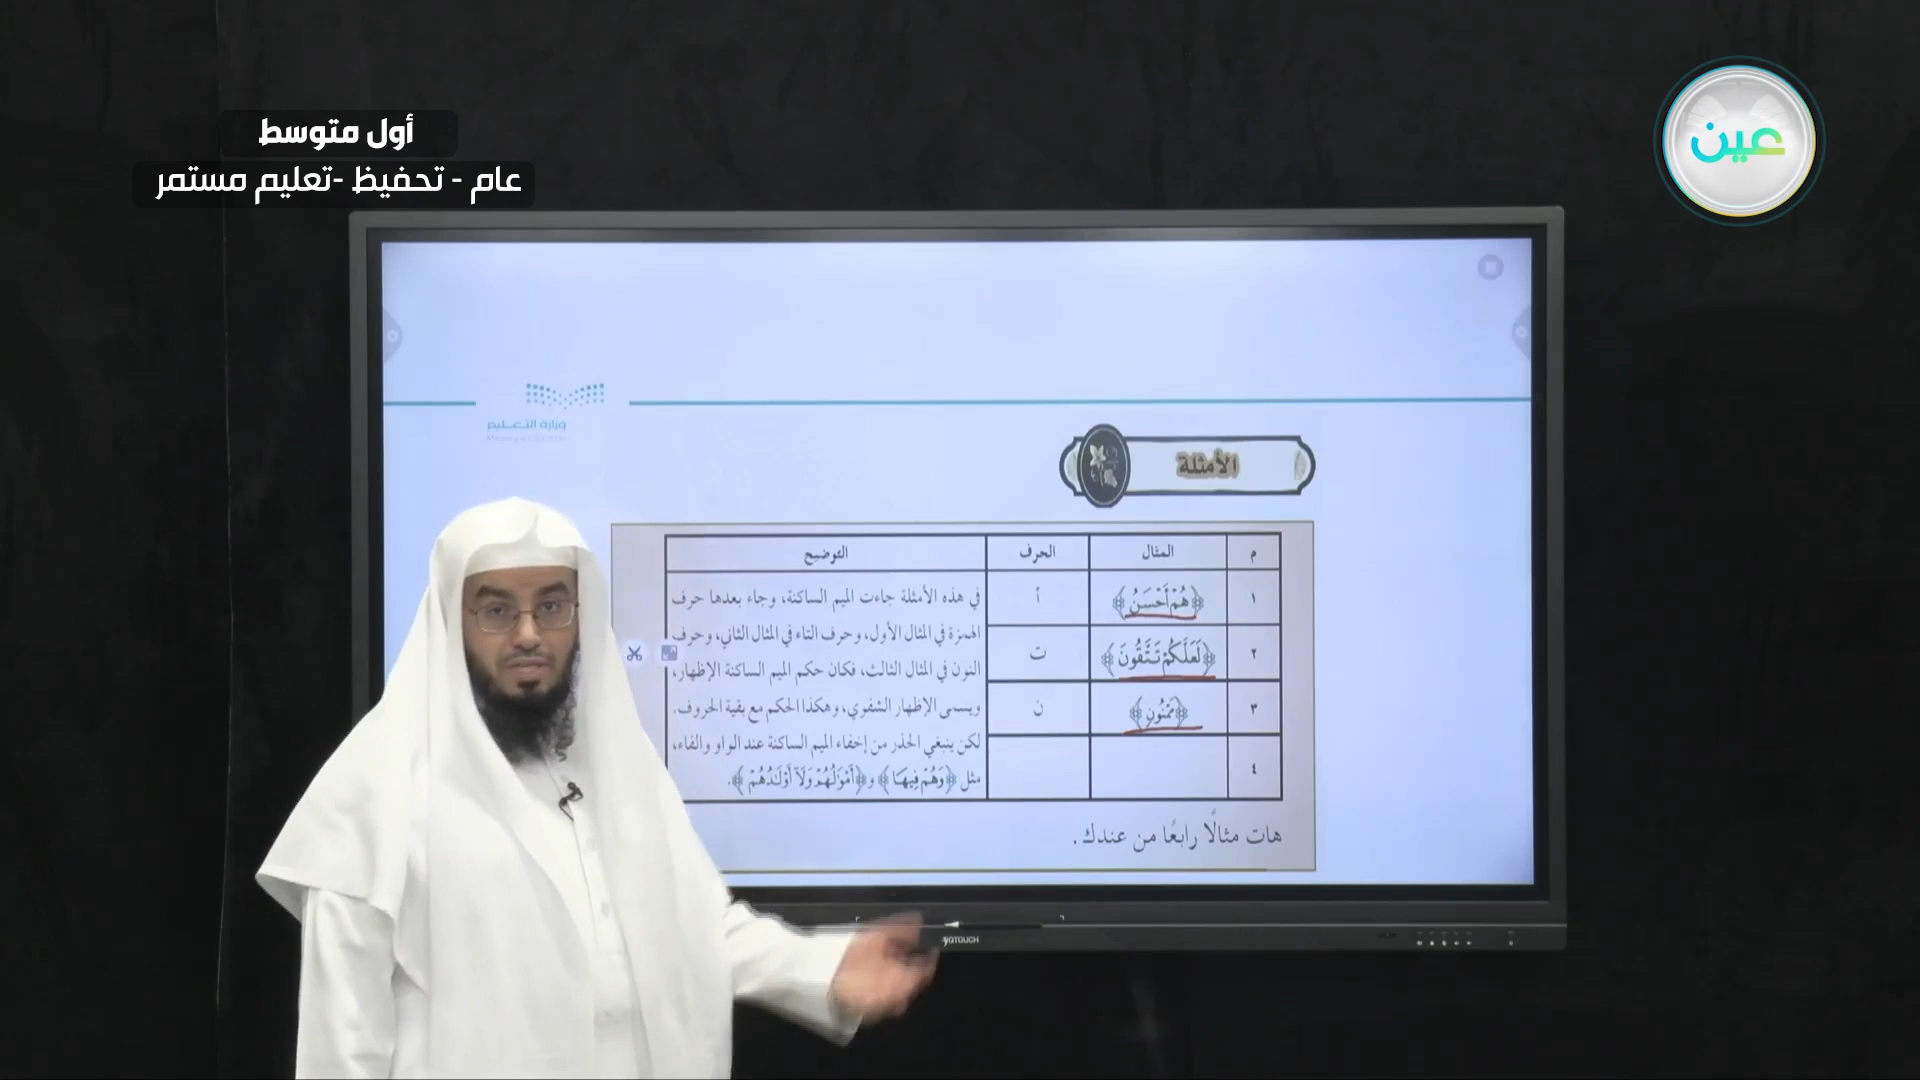 أول متوسط
عام - تحفيظ -تعليم مستمر
عين
وزارة التعليم
Ministry of Education
الأمثلة
م المثال الحرف التوضيح
١ ﴿هُمْ أَحْسَنُ﴾ أ
٢ ﴿لَعَلَّكُمْ تَتَّقُونَ﴾ ت
٣ ﴿مَمْنُونٍ﴾ ن
٤
في هذه الأمثلة جاءت الميم الساكنة، وجاء بعدها حرف
الهمزة في المثال الأول، وحرف التاء في المثال الثاني، وحرف
النون في المثال الثالث، فكان حكم الميم الساكنة الإظهار،
ويسمى الإظهار الشفوي، وهكذا الحكم مع بقية الحروف.
لكن ينبغي الحذر من إخفاء الميم الساكنة عند الواو والفاء،
مثل ﴿وَهُمْ فِيهَا﴾ و﴿أَمْوَٰلُهُمْ وَلَآ أَوْلَٰدُهُمْ﴾.
هات مثالًا رابعًا من عندك .